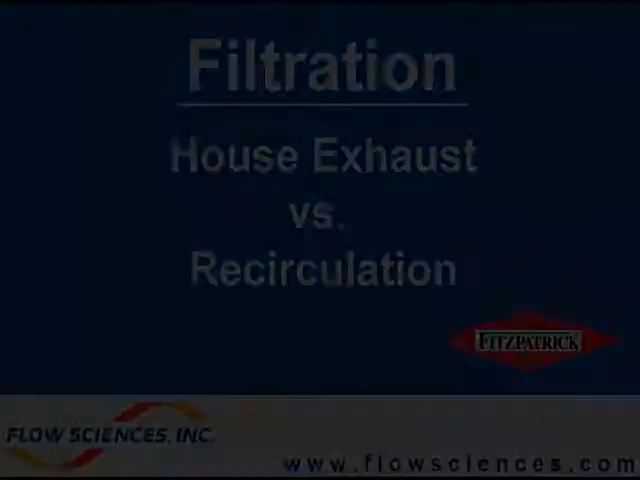 Filtration
House Exhaust
vs.
Recirculation
FITZPATRICK
FLOW SCIENCES, INC.
www.flowsciences.com